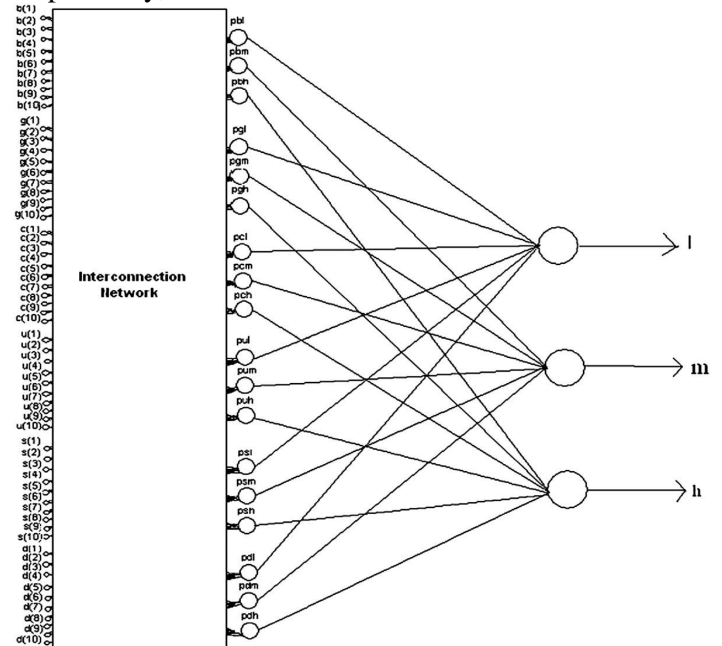 b(1)
b(2)
b(3)
b(4)
b(5)
b(6)
b(7)
b(8)
b(9)
b(10)
g(1)
g(2)
g(3)
g(4)
g(5)
g(6)
g(7)
g(8)
g(9)
g(10)
c(1)
c(2)
c(3)
c(4)
c(5)
c(6)
c(7)
c(8)
c(9)
c(10)
u(1)
u(2)
u(3)
u(4)
u(5)
u(6)
u(7)
u(8)
u(9)
u(10)
s(1)
s(2)
s(3)
s(4)
s(5)
s(6)
s(7)
s(8)
s(9)
s(10)
d(1)
d(2)
d(3)
d(4)
d(5)
d(6)
d(7)
d(8)
d(9)
d(10)
Interconnection
Network
pbl
pbm
pbh
pgl
pgm
pgh
pcl
pcm
pch
pul
pum
puh
psl
psm
psh
pdl
pdm
pdh
l
m
h